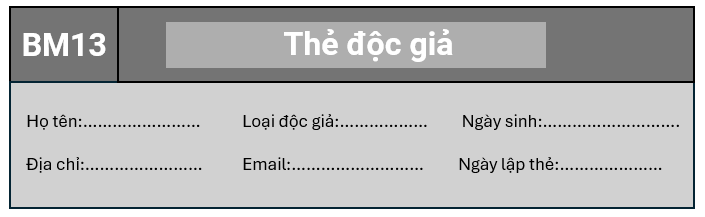 BM13 Thẻ độc giả
Họ tên:........................ Loại độc giả:.................. Ngày sinh:............................
Địa chỉ:........................ Email:........................... Ngày lập thẻ:.....................